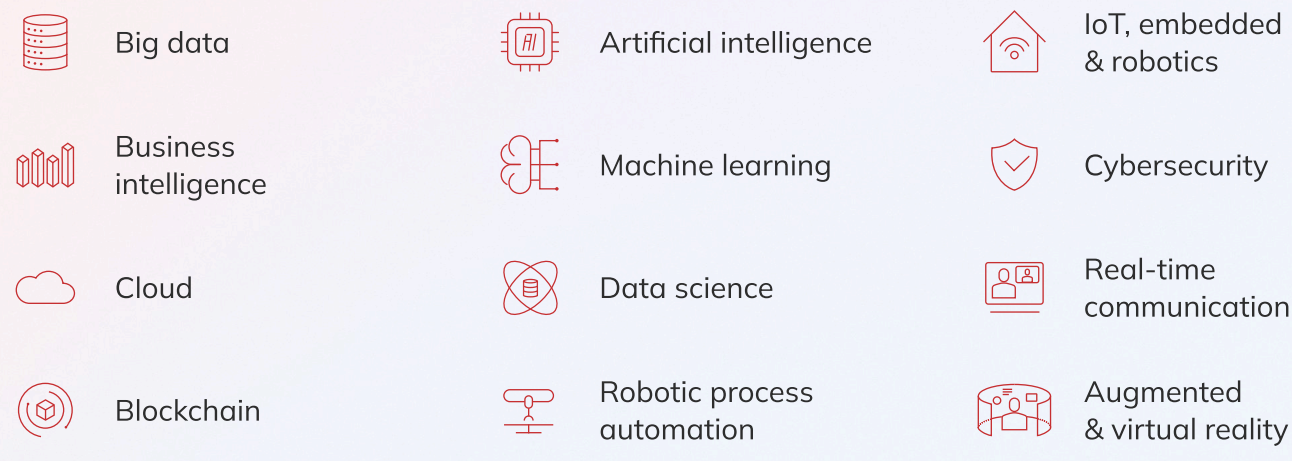 Big data
Artificial intelligence
IoT, embedded
& robotics
Business
intelligence
Machine learning
Cybersecurity
Cloud
Data science
Real-time
communication
Blockchain
Robotic process
automation
Augmented
& virtual reality
AI